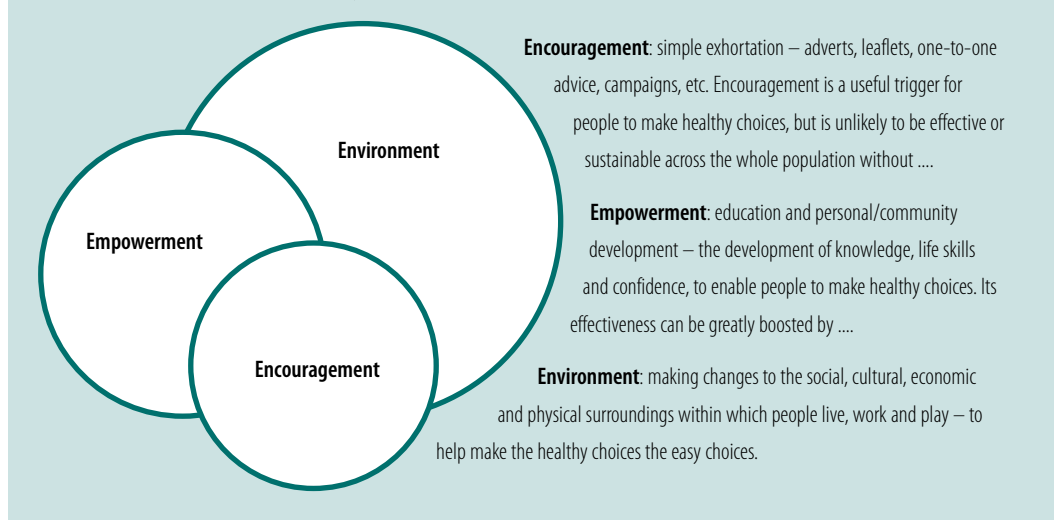 Environment
Empowerment
Encouragement
Encouragement: simple exhortation – adverts, leaflets, one-to-one
advice, campaigns, etc. Encouragement is a useful trigger for
people to make healthy choices, but is unlikely to be effective or
sustainable across the whole population without ....
Empowerment: education and personal/community
development – the development of knowledge, life skills
and confidence, to enable people to make healthy choices. Its
effectiveness can be greatly boosted by ....
Environment: making changes to the social, cultural, economic
and physical surroundings within which people live, work and play – to
help make the healthy choices the easy choices.